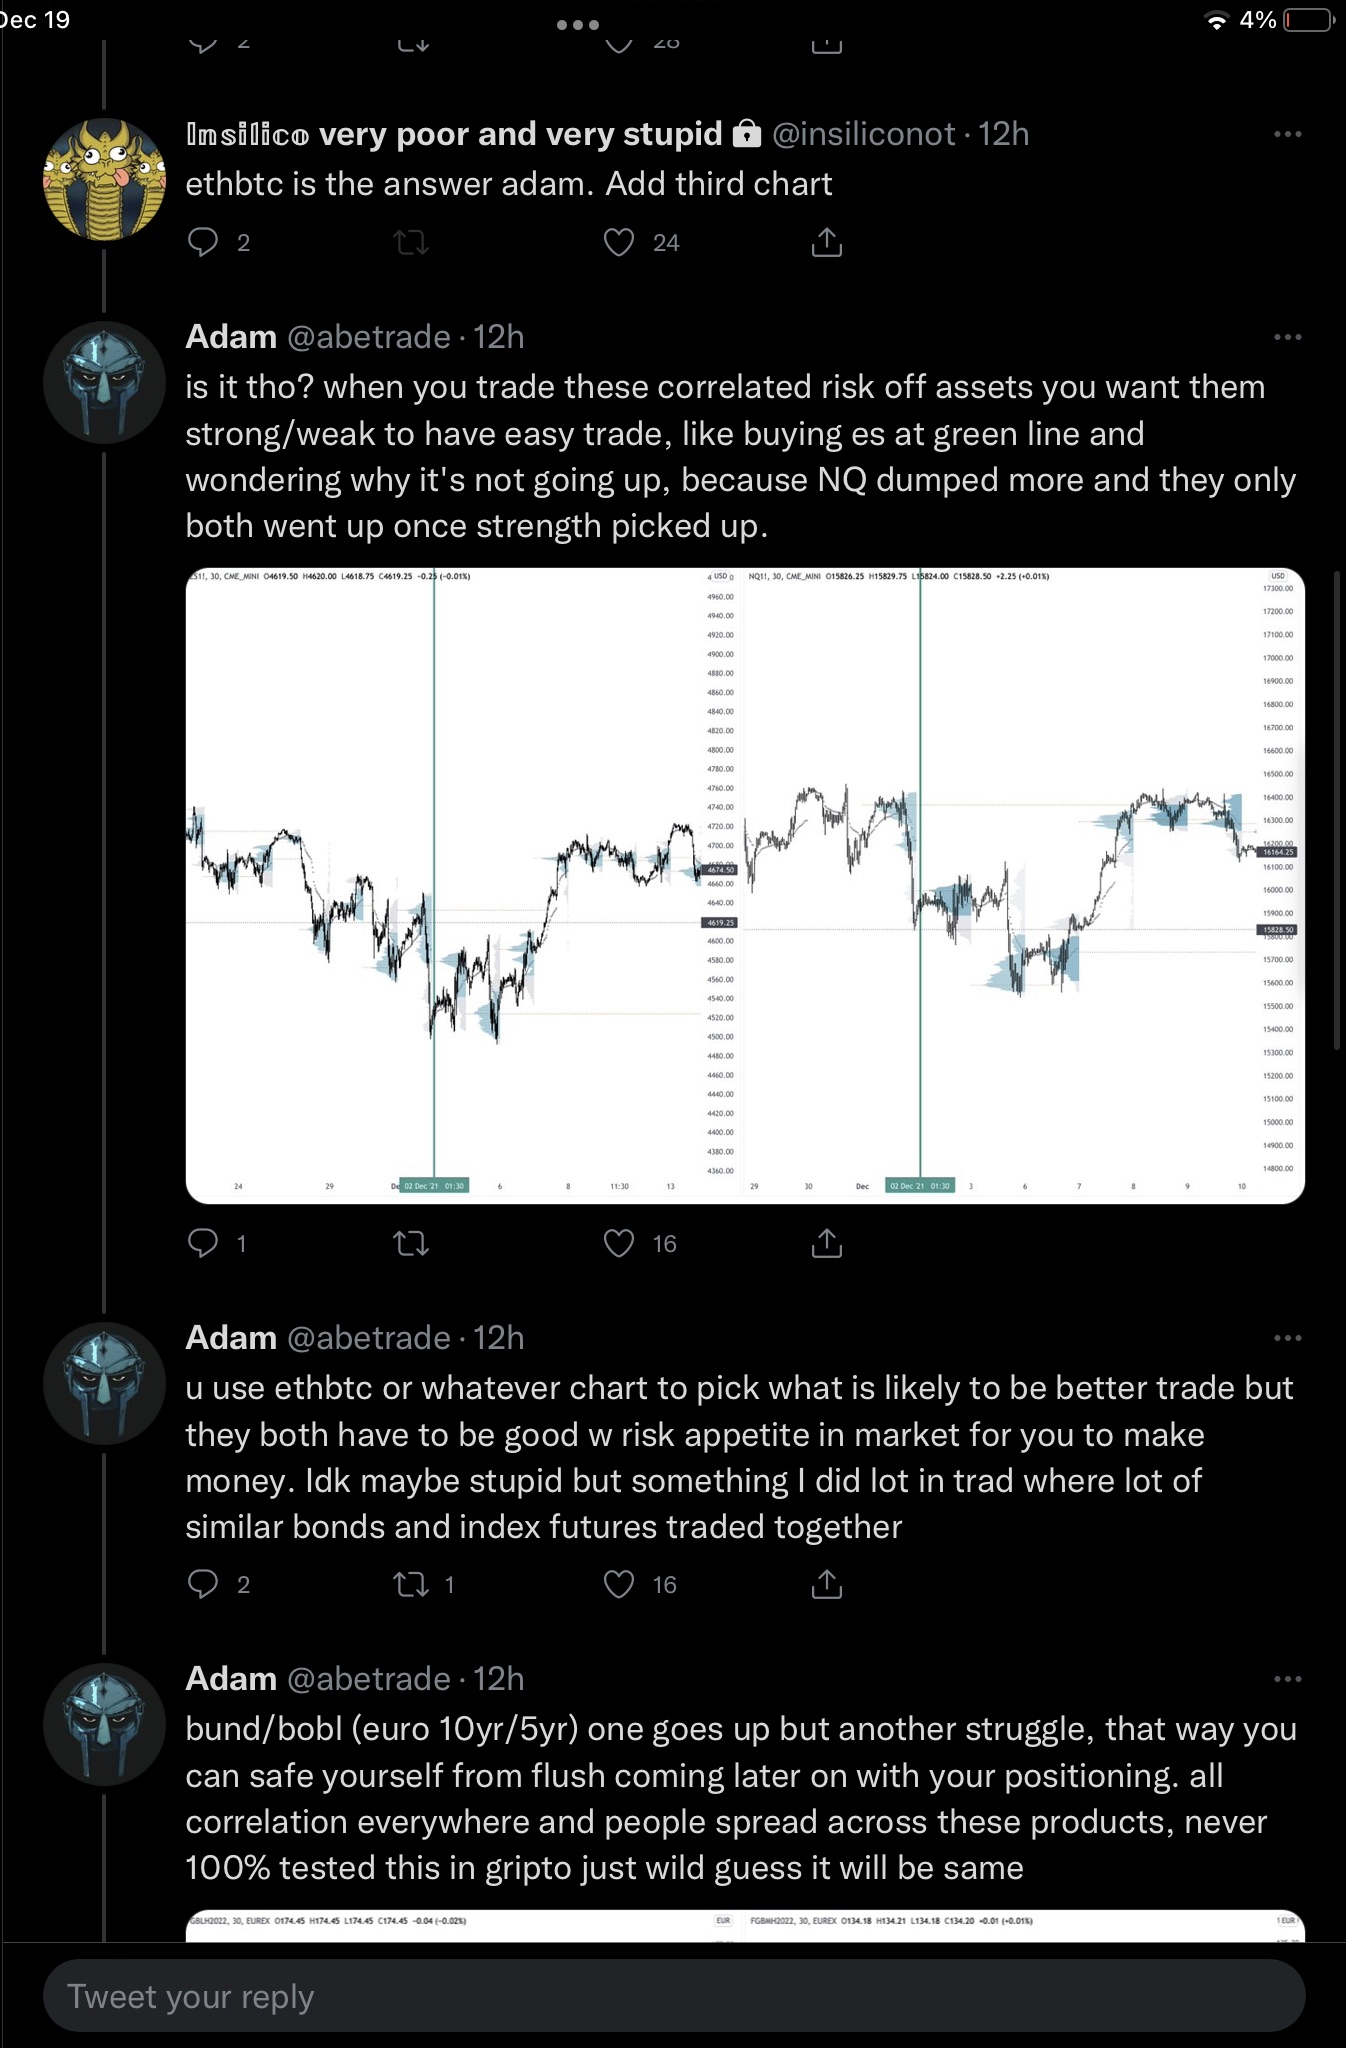 Dec 19
4%
2
28
𝕀𝕟𝕤𝕚𝕝𝕚𝕔𝕠 very poor and very stupid @insiliconot · 12h
ethbtc is the answer adam. Add third chart
2 24
Adam @abetrade · 12h
is it tho? when you trade these correlated risk off assets you want them
strong/weak to have easy trade, like buying es at green line and
wondering why it's not going up, because NQ dumped more and they only
both went up once strength picked up.
ES1!, 30, CME_MINI O4619.50 H4620.00 L4618.75 C4619.25 -0.25 (-0.01%)
USD
4960.00
4940.00
4920.00
4900.00
4880.00
4860.00
4840.00
4820.00
4800.00
4780.00
4760.00
4740.00
4720.00
4700.00
4674.50
4660.00
4640.00
4619.25
4600.00
4580.00
4560.00
4540.00
4520.00
4500.00
4480.00
4460.00
4440.00
4420.00
4400.00
4380.00
4360.00
24 29 De 02 Dec '21 01:30 6 8 11:30 13
NQ1!, 30, CME_MINI O15826.25 H15829.75 L15824.00 C15828.50 +2.25 (+0.01%)
USD
17300.00
17200.00
17100.00
17000.00
16900.00
16800.00
16700.00
16600.00
16500.00
16400.00
16300.00
16200.00
16164.25
16100.00
16000.00
15900.00
15828.50
15800.00
15700.00
15600.00
15500.00
15400.00
15300.00
15200.00
15100.00
15000.00
14900.00
14800.00
29 30 Dec 02 Dec '21 01:30 3 6 7 8 9 10
1 16
Adam @abetrade · 12h
u use ethbtc or whatever chart to pick what is likely to be better trade but
they both have to be good w risk appetite in market for you to make
money. Idk maybe stupid but something I did lot in trad where lot of
similar bonds and index futures traded together
2 1 16
Adam @abetrade · 12h
bund/bobl (euro 10yr/5yr) one goes up but another struggle, that way you
can safe yourself from flush coming later on with your positioning. all
correlation everywhere and people spread across these products, never
100% tested this in gripto just wild guess it will be same
GBLH2022, 30, EUREX O174.45 H174.45 L174.45 C174.45 -0.04 (-0.02%)
EUR
FGBMH2022, 30, EUREX O134.18 H134.21 L134.18 C134.20 +0.01 (+0.01%)
EUR
Tweet your reply